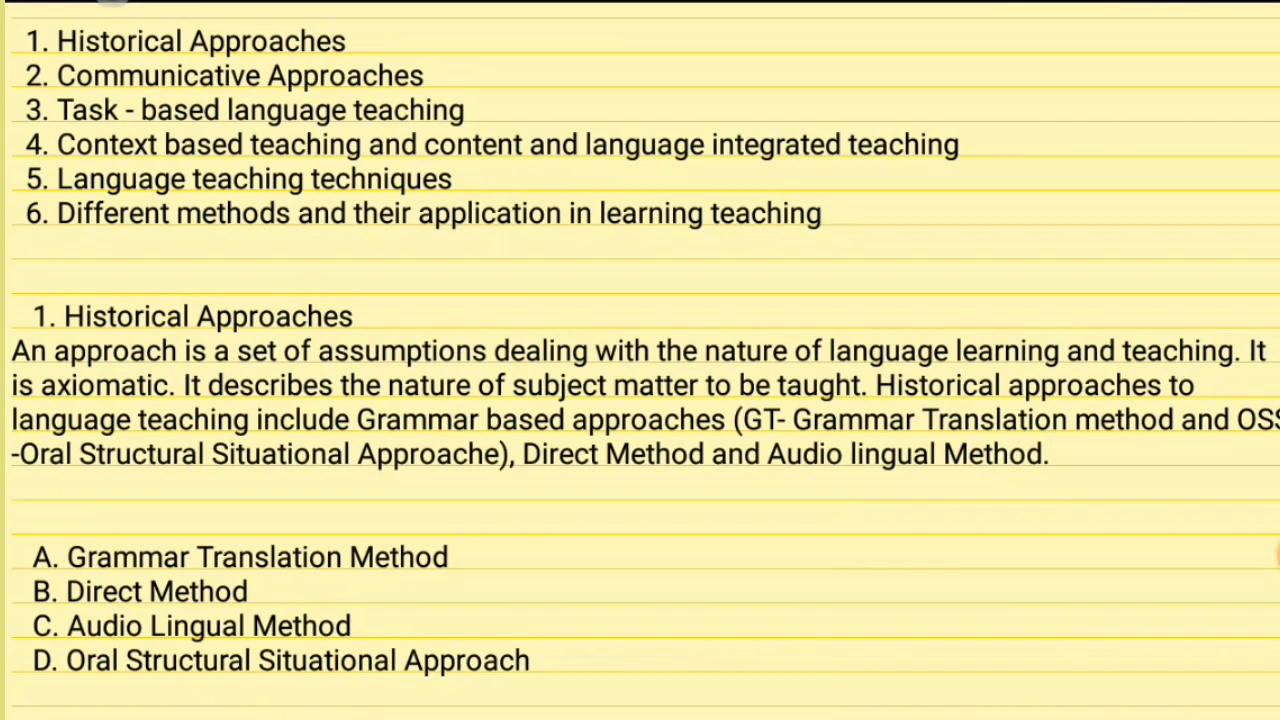 1. Historical Approaches
2. Communicative Approaches
3. Task - based language teaching
4. Context based teaching and content and language integrated teaching
5. Language teaching techniques
6. Different methods and their application in learning teaching
1. Historical Approaches
An approach is a set of assumptions dealing with the nature of language learning and teaching. It
is axiomatic. It describes the nature of subject matter to be taught. Historical approaches to
language teaching include Grammar based approaches (GT- Grammar Translation method and OSS
-Oral Structural Situational Approache), Direct Method and Audio lingual Method.
A. Grammar Translation Method
B. Direct Method
C. Audio Lingual Method
D. Oral Structural Situational Approach